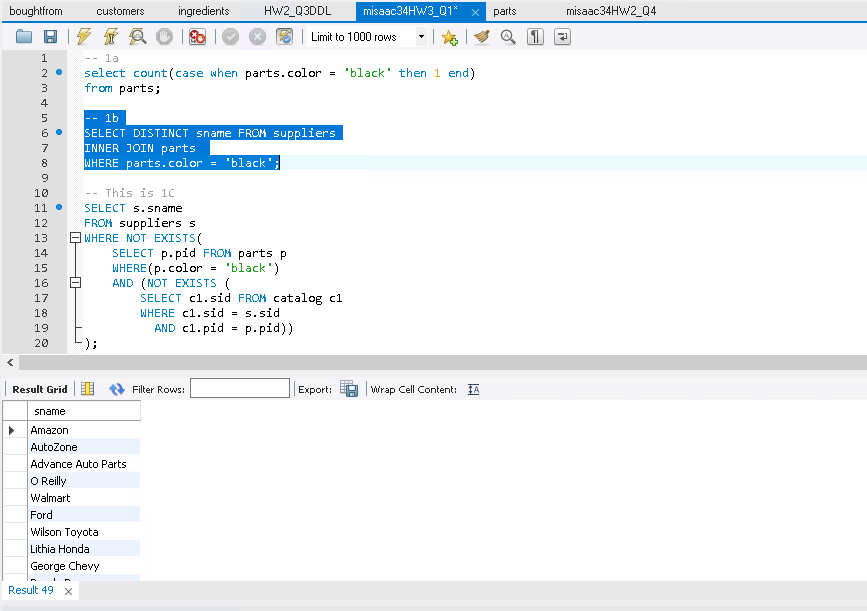 boughtfrom customers ingredients HW2_Q3DDL misaac34HW3_Q1* × parts misaac34HW2_Q4
Limit to 1000 rows
1 -- 1a
2 select count(case when parts.color = 'black' then 1 end)
3 from parts;
4
5 -- 1b
6 SELECT DISTINCT sname FROM suppliers
7 INNER JOIN parts
8 WHERE parts.color = 'black';
9
10 -- This is 1C
11 SELECT s.sname
12 FROM suppliers s
13 WHERE NOT EXISTS(
14 SELECT p.pid FROM parts p
15 WHERE(p.color = 'black')
16 AND (NOT EXISTS (
17 SELECT c1.sid FROM catalog c1
18 WHERE c1.sid = s.sid
19 AND c1.pid = p.pid))
20 );
Result Grid Filter Rows: Export: Wrap Cell Content:
sname
Amazon
AutoZone
Advance Auto Parts
O Reilly
Walmart
Ford
Wilson Toyota
Lithia Honda
George Chevy
Result 49 ×